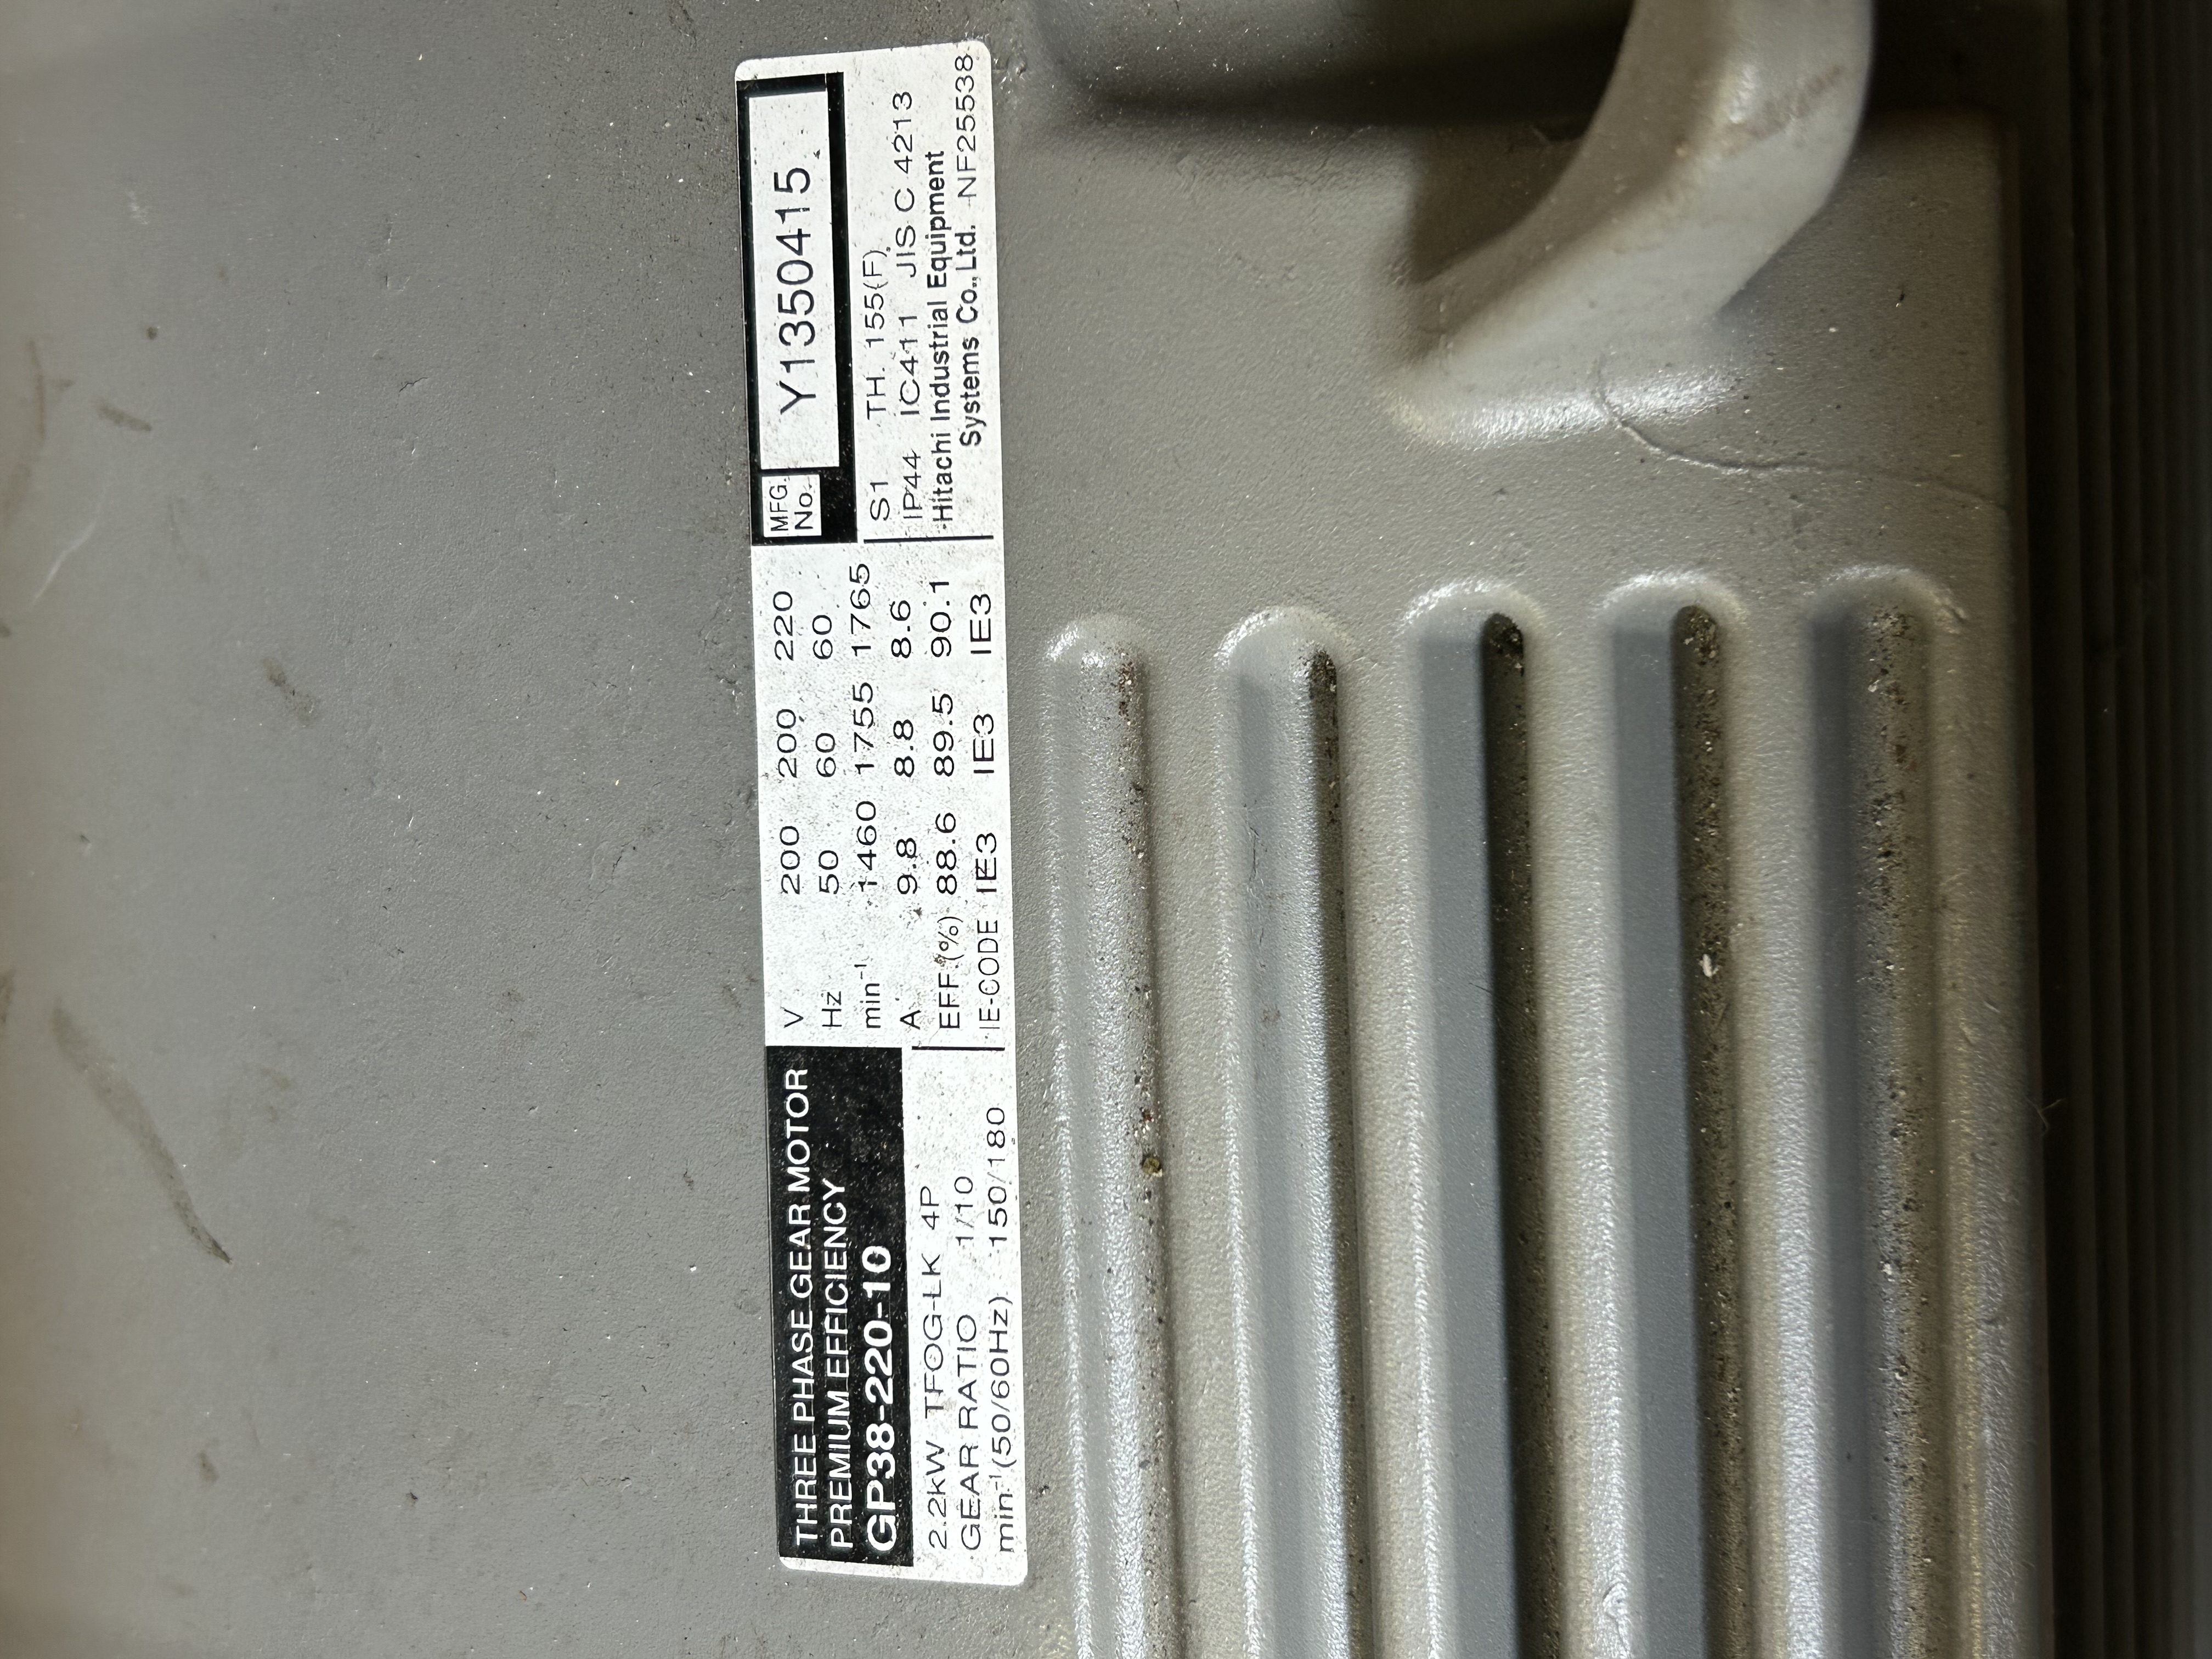 THREE PHASE GEAR MOTOR
PREMIUM EFFICIENCY
GP38-220-10
2.2kW TFOG-LK 4P
GEAR RATIO 1/10
min⁻¹(50/60Hz) 150/180
V 200 200 220
Hz 50 60 60
min⁻¹ 1460 1755 1765
A 9.8 8.8 8.6
EFF.(%) 88.6 89.5 90.1
IE-CODE IE3 IE3 IE3
MFG.
No.
Y1350415
S1 TH. 155(F)
IP44 IC411 JIS C 4213
Hitachi Industrial Equipment
Systems Co., Ltd. NF25538